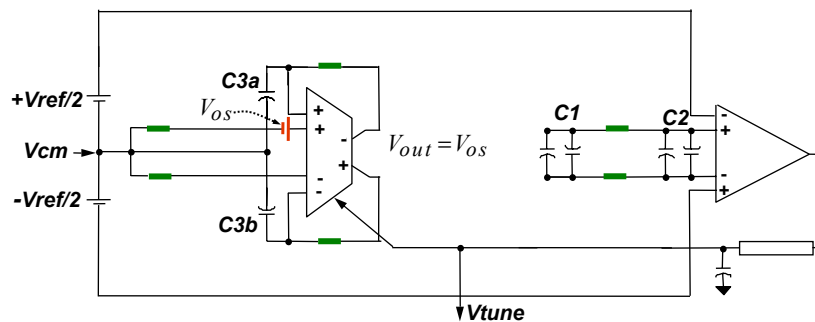 C3a
+Vref/2
Vos
C1
C2
Vcm
Vout = Vos
-Vref/2
C3b
Vtune
+
+
-
-
-
+
-
+
-
+